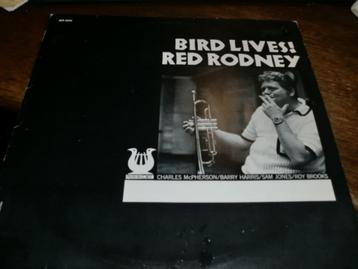 BIRD LIVES!
RED RODNEY
CHARLES McPHERSON/BARRY HARRIS/SAM JONES/ROY BROOKS